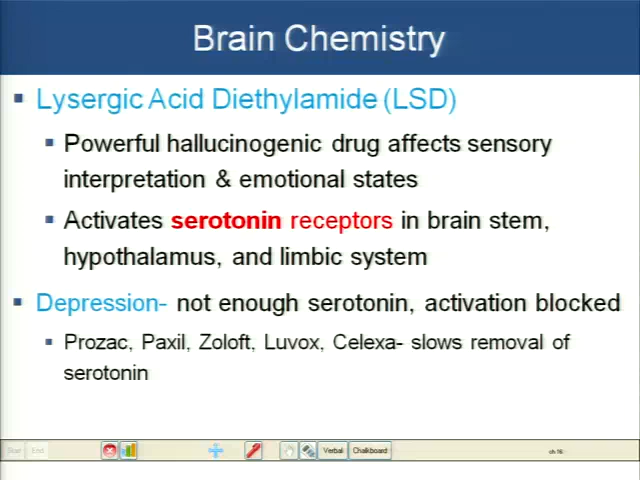 Brain Chemistry
Lysergic Acid Diethylamide (LSD)
Powerful hallucinogenic drug affects sensory
interpretation & emotional states
Activates serotonin receptors in brain stem,
hypothalamus, and limbic system
Depression- not enough serotonin, activation blocked
Prozac, Paxil, Zoloft, Luvox, Celexa- slows removal of
serotonin
Start End Verbal Chalkboard